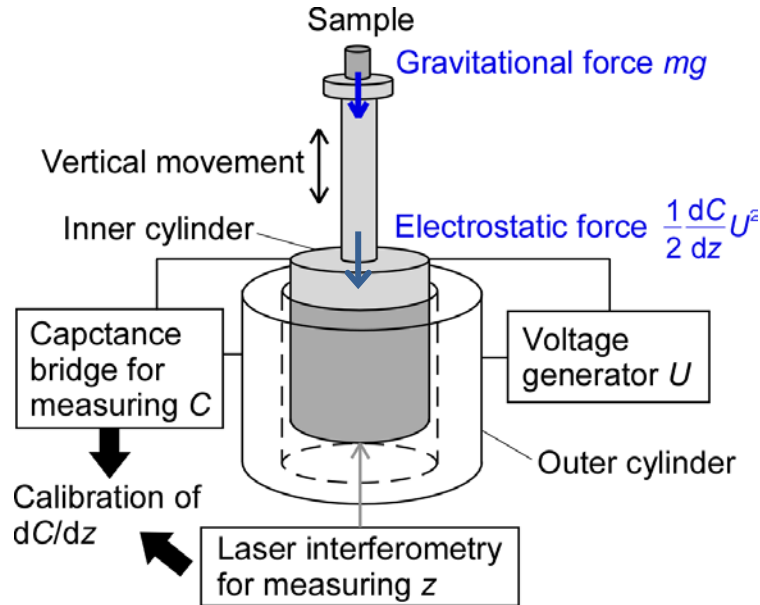 Sample
Gravitational force mg
Vertical movement
Inner cylinder
Electrostatic force 1/2 dC/dz U²
Capctance
bridge for
measuring C
Voltage
generator U
Outer cylinder
Calibration of
dC/dz
Laser interferometry
for measuring z